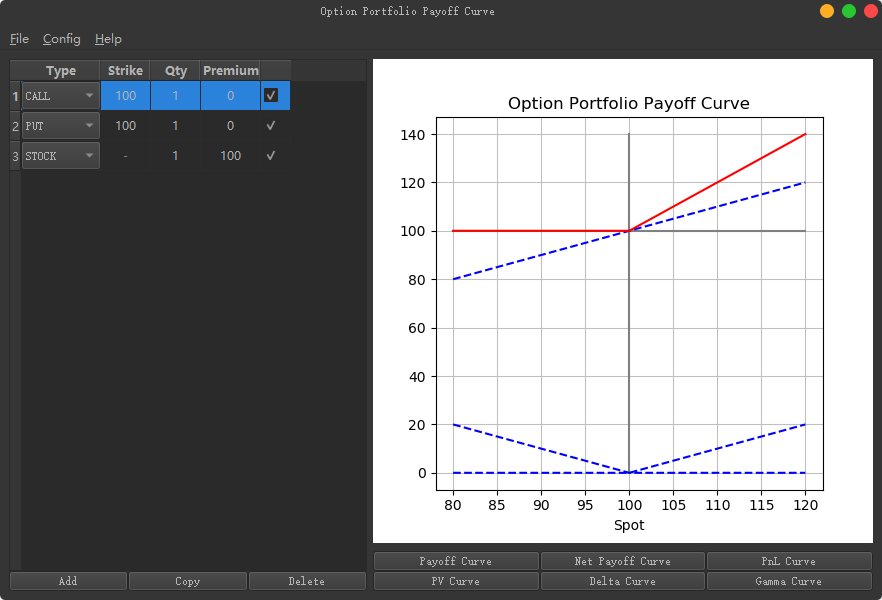 Option Portfolio Payoff Curve
File Config Help
Type Strike Qty Premium
1 CALL 100 1 0
2 PUT 100 1 0
3 STOCK - 1 100
Option Portfolio Payoff Curve
140
120
100
80
60
40
20
0
80 85 90 95 100 105 110 115 120
Spot
Payoff Curve Net Payoff Curve PnL Curve
Add Copy Delete PV Curve Delta Curve Gamma Curve